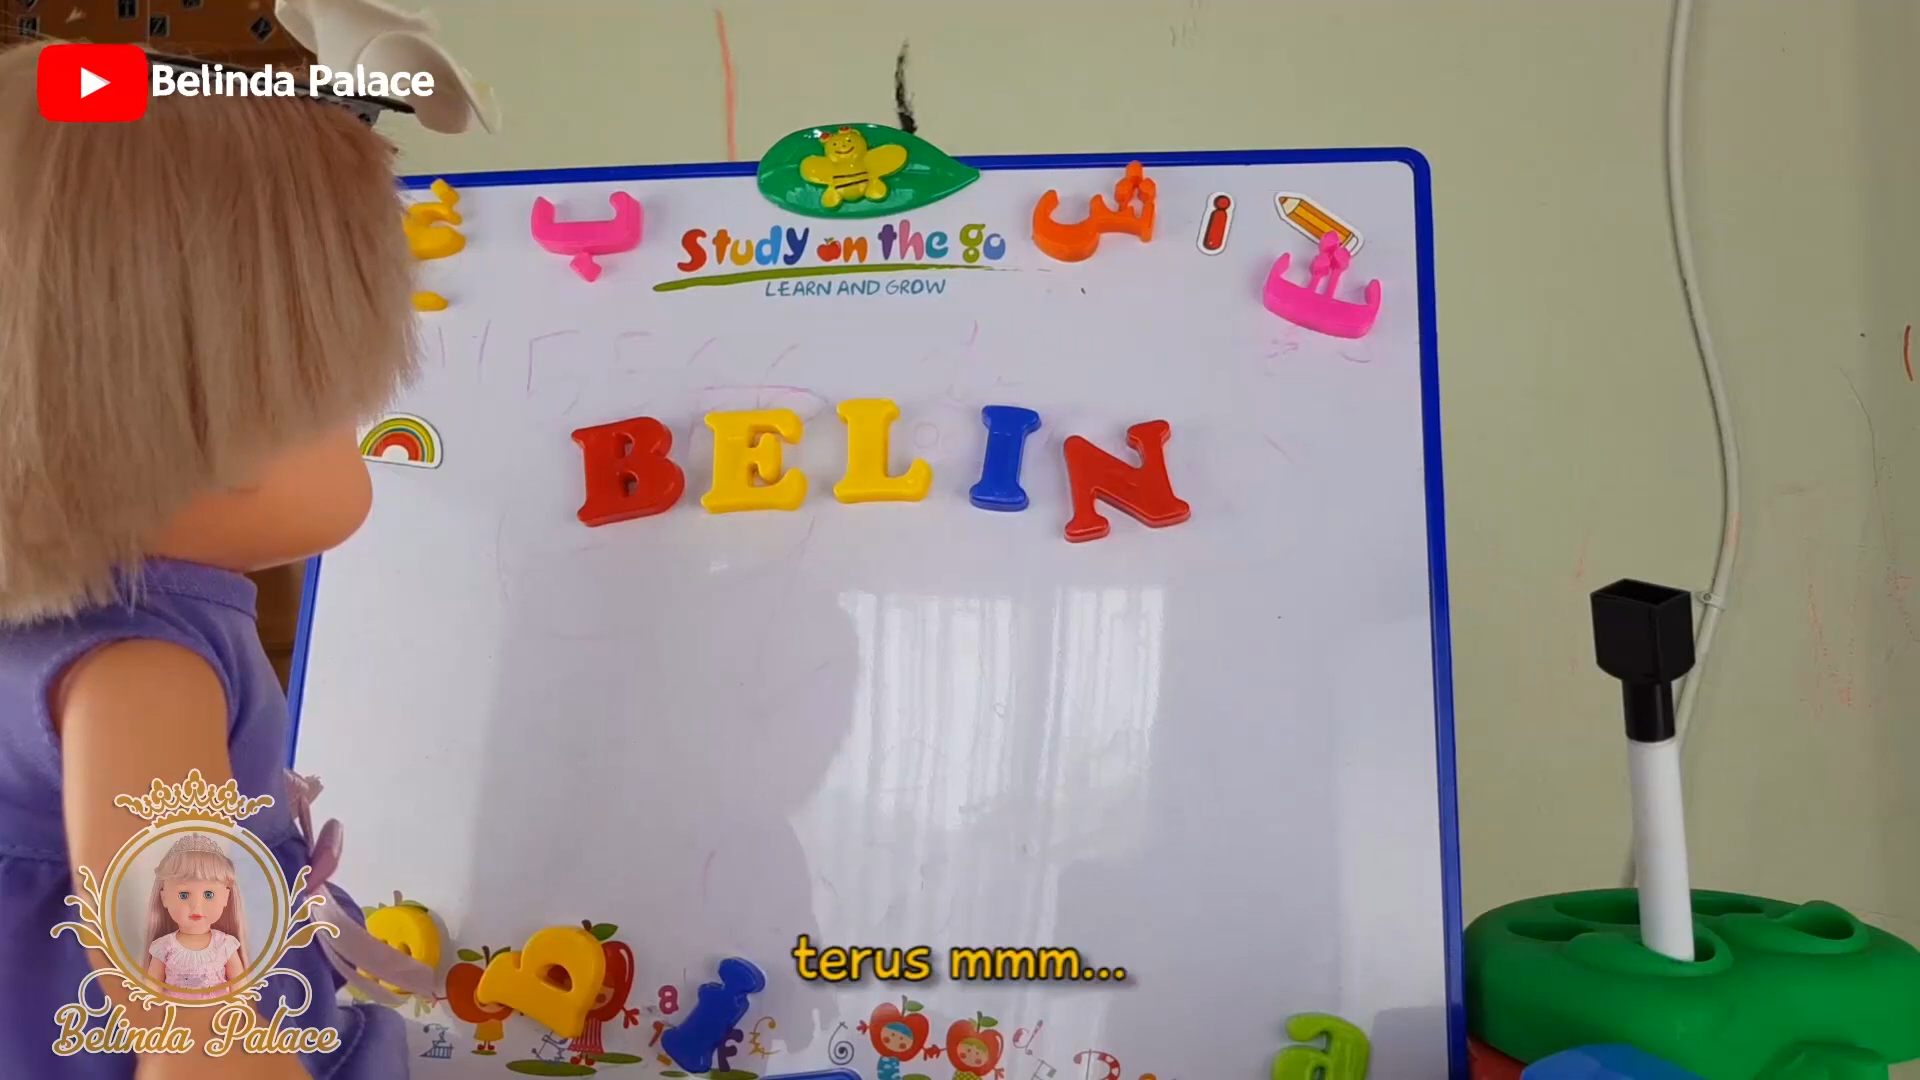 Belinda Palace
Study on the go
LEARN AND GROW
BELIN
terus mmm...
Belinda Palace